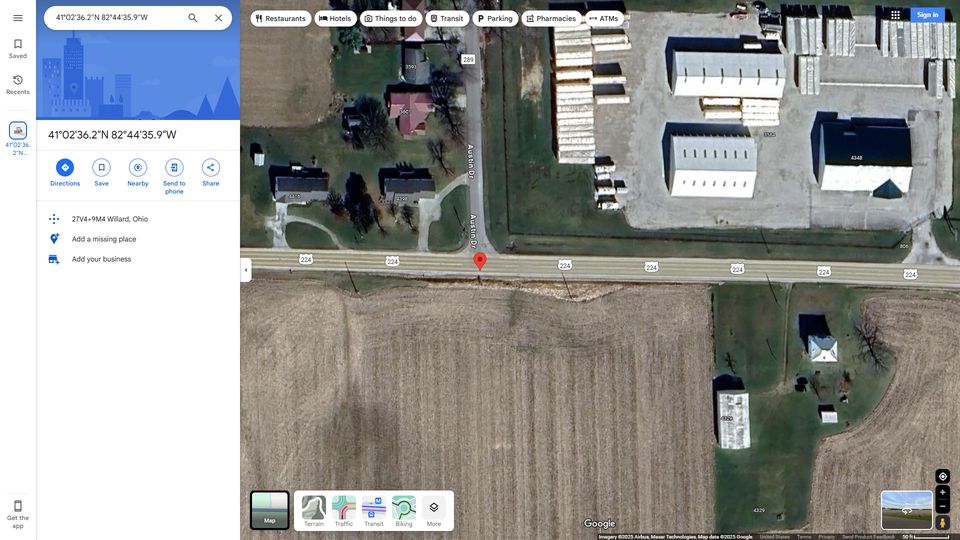 41°02'36.2"N 82°44'35.9"W
Restaurants
Hotels
Things to do
Transit
Parking
Pharmacies
ATMs
Sign in
Saved
Recents
41°02'36.
2"N...
41°02'36.2"N 82°44'35.9"W
Directions
Save
Nearby
Send to
phone
Share
27V4+9M4 Willard, Ohio
Add a missing place
Add your business
Get the
app
289
3593
Austin Dr
Austin Dr
4348
806
224
224
224
224
224
224
224
4329
4329
Map
Terrain
Traffic
Transit
Biking
More
Google
Imagery ©2025 Airbus, Maxar Technologies, Map data ©2025 Google
United States
Terms
Privacy
Send Product Feedback
50 ft